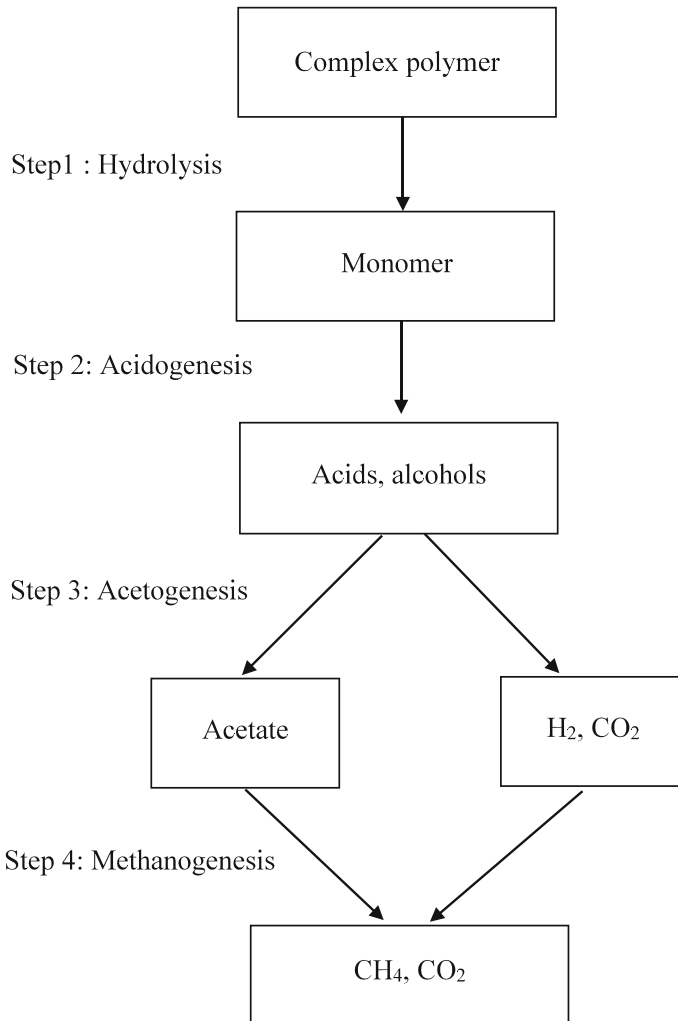 Complex polymer
Step1 : Hydrolysis
Monomer
Step 2: Acidogenesis
Acids, alcohols
Step 3: Acetogenesis
Acetate
H₂, CO₂
Step 4: Methanogenesis
CH₄, CO₂